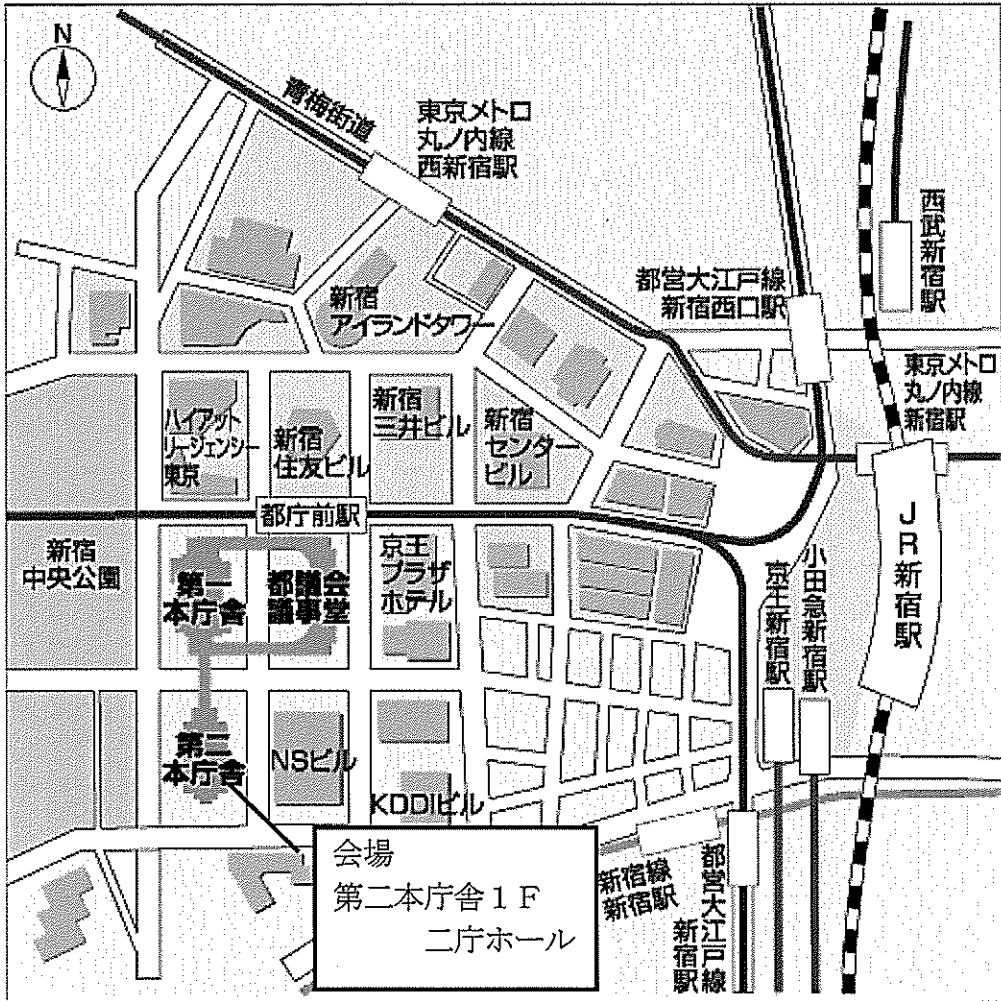 N
青梅街道
東京メトロ
丸ノ内線
西新宿駅
西武新宿駅
都営大江戸線
新宿西口駅
新宿
アイランドタワー
東京メトロ
丸ノ内線
新宿駅
ハイアット
リージェンシー
東京
新宿
住友ビル
新宿
三井ビル
新宿
センター
ビル
都庁前駅
JR新宿駅
新宿
中央公園
第一
本庁舎
都議会
議事堂
京王
プラザ
ホテル
京王新宿駅
小田急新宿駅
第二
本庁舎
NSビル
KDDIビル
新宿線
新宿駅
都営大江戸線
新宿駅
会場
第二本庁舎1F
二庁ホール